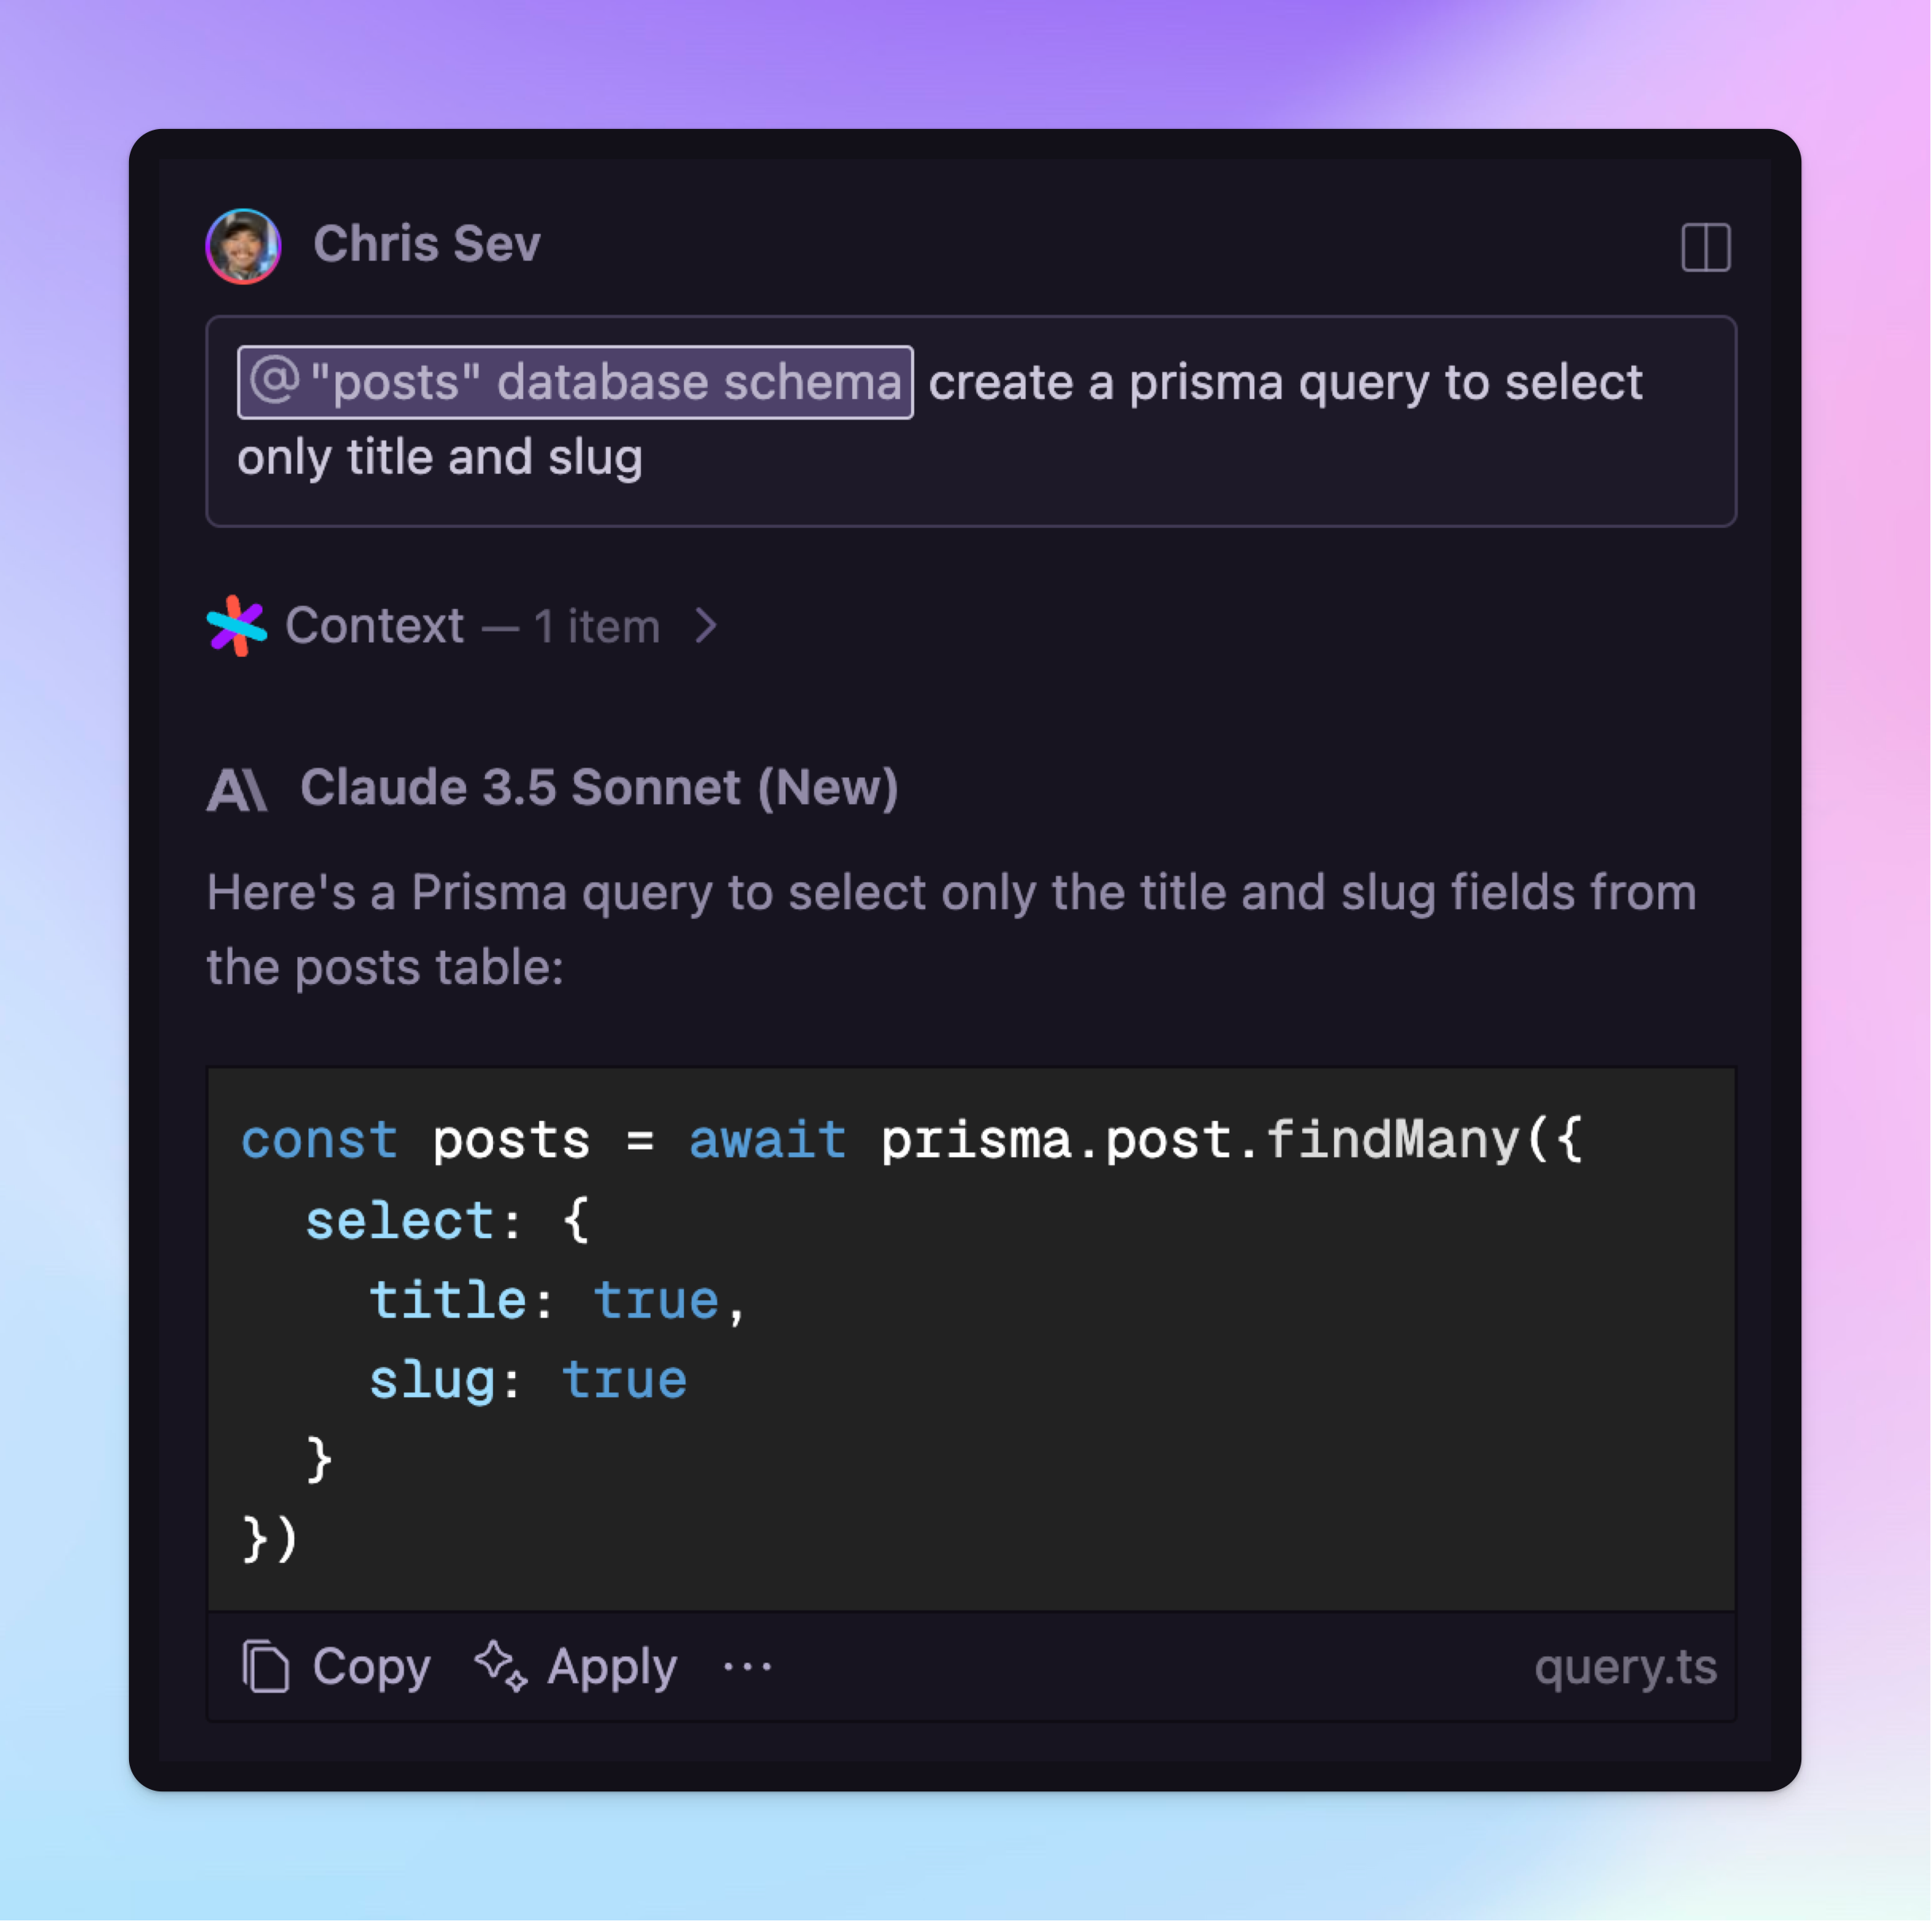 Chris Sev
@"posts" database schema create a prisma query to select
only title and slug
Context — 1 item
A\ Claude 3.5 Sonnet (New)
Here's a Prisma query to select only the title and slug fields from
the posts table:
const posts = await prisma.post.findMany({
  select: {
    title: true,
    slug: true
  }
})
Copy Apply ... query.ts